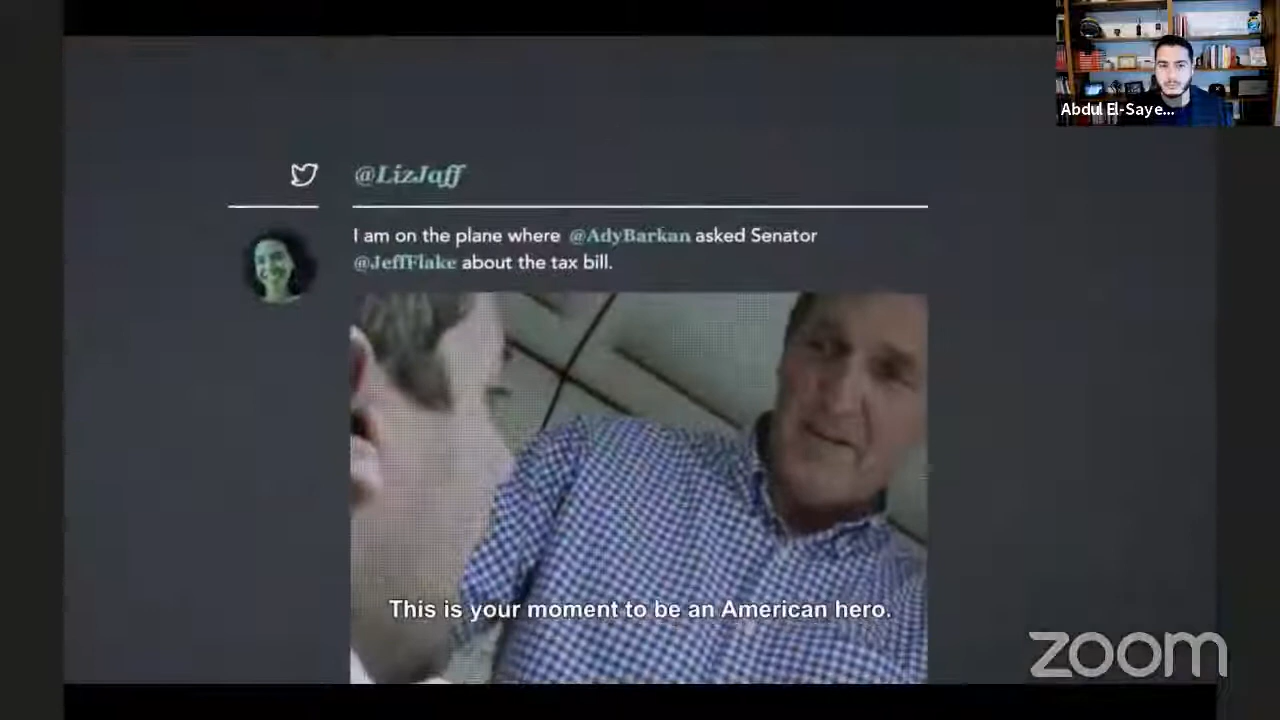 Abdul El-Saye...
@LizJaff
I am on the plane where @AdyBarkan asked Senator
@JeffFlake about the tax bill.
This is your moment to be an American hero.
zoom